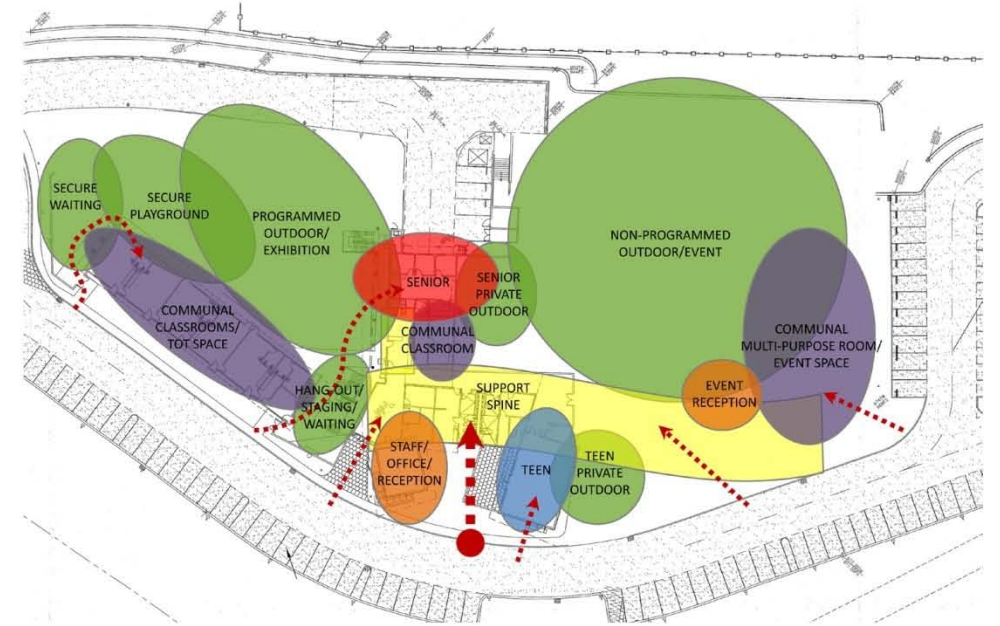 SECURE
WAITING
SECURE
PLAYGROUND
PROGRAMMED
OUTDOOR/
EXHIBITION
NON-PROGRAMMED
OUTDOOR/EVENT
SENIOR
SENIOR
PRIVATE
OUTDOOR
COMMUNAL
CLASSROOMS/
TOT SPACE
COMMUNAL
CLASSROOM
COMMUNAL
MULTI-PURPOSE ROOM/
EVENT SPACE
HANG OUT/
STAGING/
WAITING
SUPPORT
SPINE
EVENT
RECEPTION
STAFF/
OFFICE/
RECEPTION
TEEN
TEEN
PRIVATE
OUTDOOR